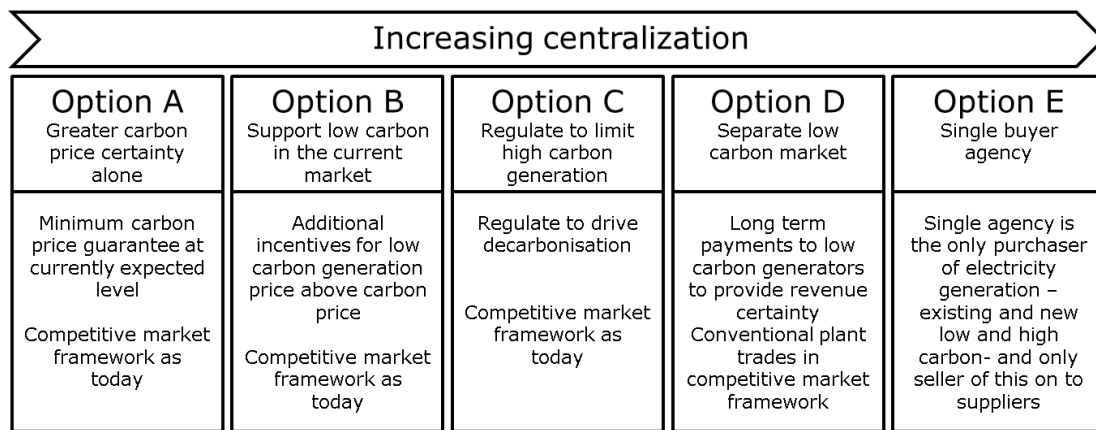 Increasing centralization
Option A
Greater carbon
price certainty
alone
Minimum carbon
price guarantee at
currently expected
level
Competitive market
framework as
today
Option B
Support low carbon
in the current
market
Additional
incentives for low
carbon generation
price above carbon
price
Competitive market
framework as
today
Option C
Regulate to limit
high carbon
generation
Regulate to drive
decarbonisation
Competitive market
framework as
today
Option D
Separate low
carbon market
Long term
payments to low
carbon generators
to provide revenue
certainty
Conventional plant
trades in
competitive market
framework
Option E
Single buyer
agency
Single agency is
the only purchaser
of electricity
generation –
existing and new
low and high
carbon- and only
seller of this on to
suppliers